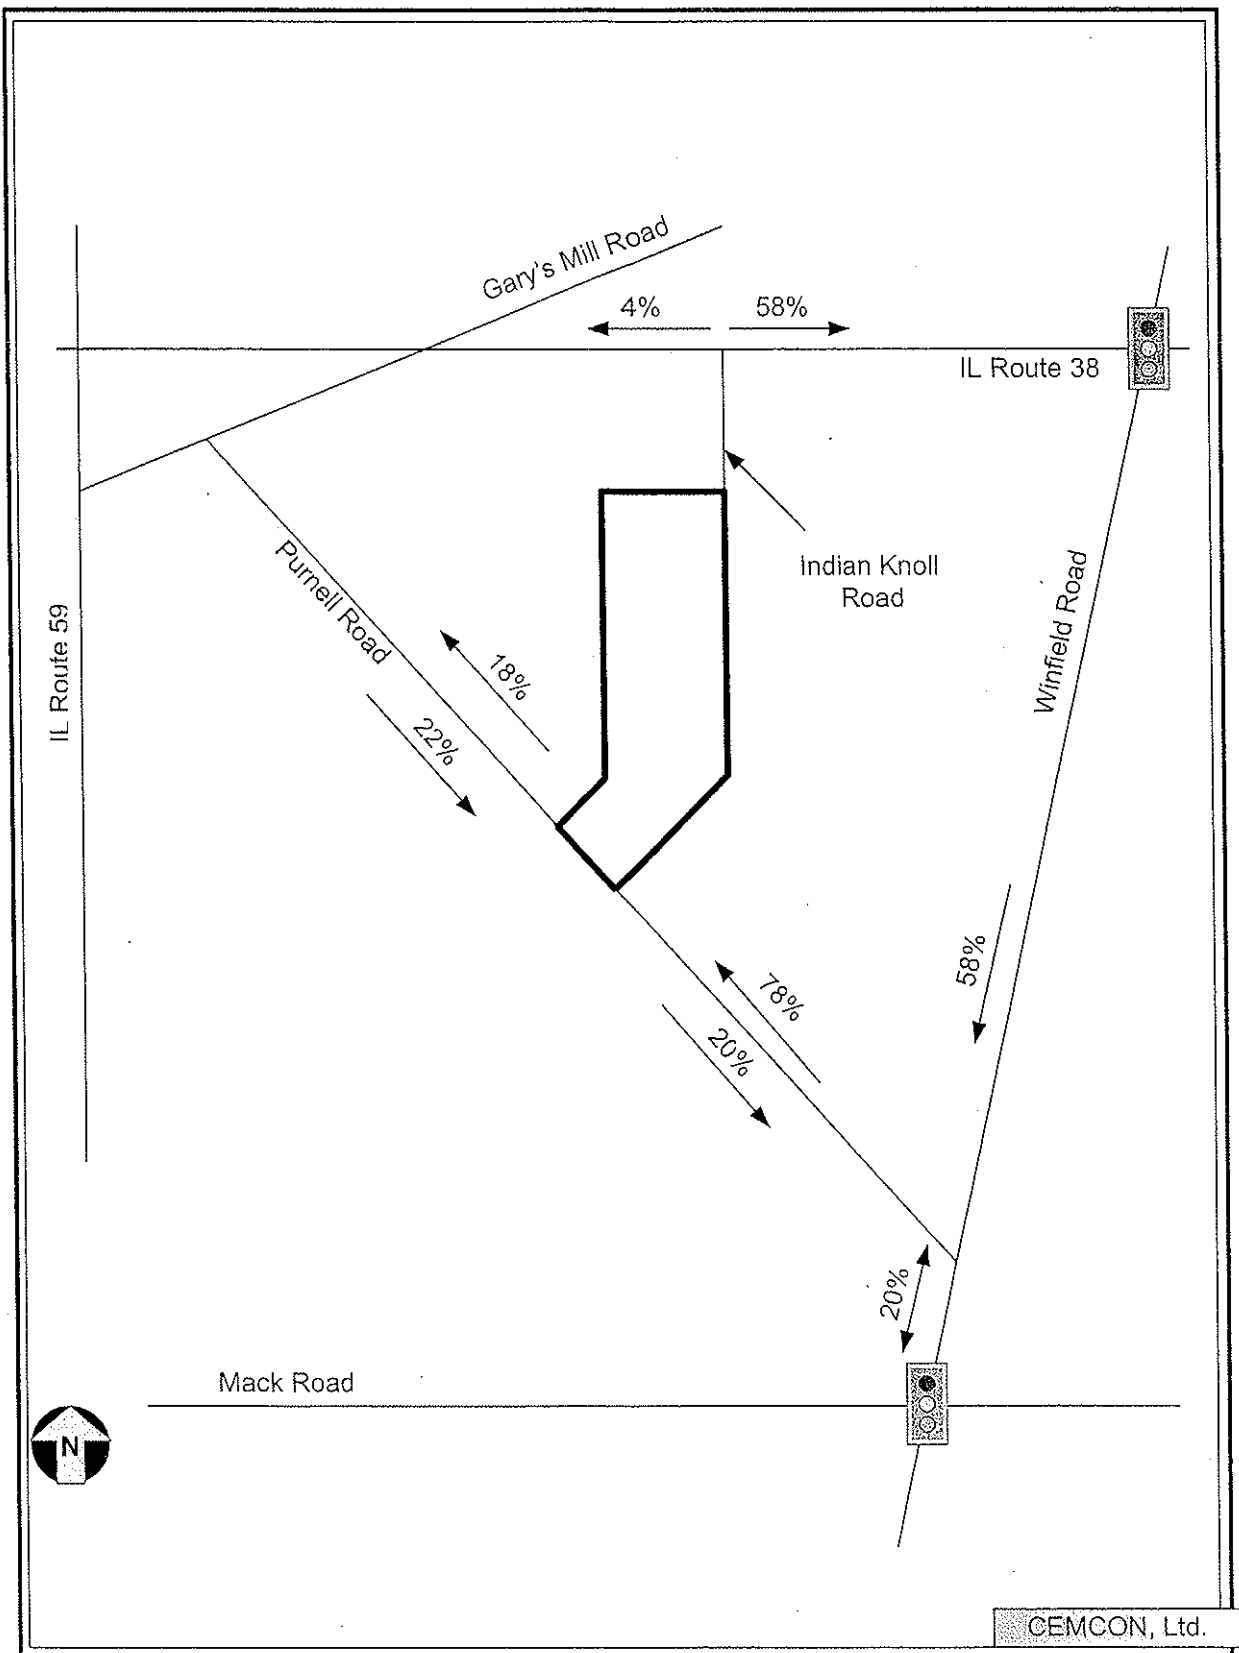 Gary's Mill Road
4%
58%
IL Route 38
Indian Knoll
Road
Purnell Road
IL Route 59
Winfield Road
18%
22%
58%
78%
20%
20%
Mack Road
N
CEMCON, Ltd.